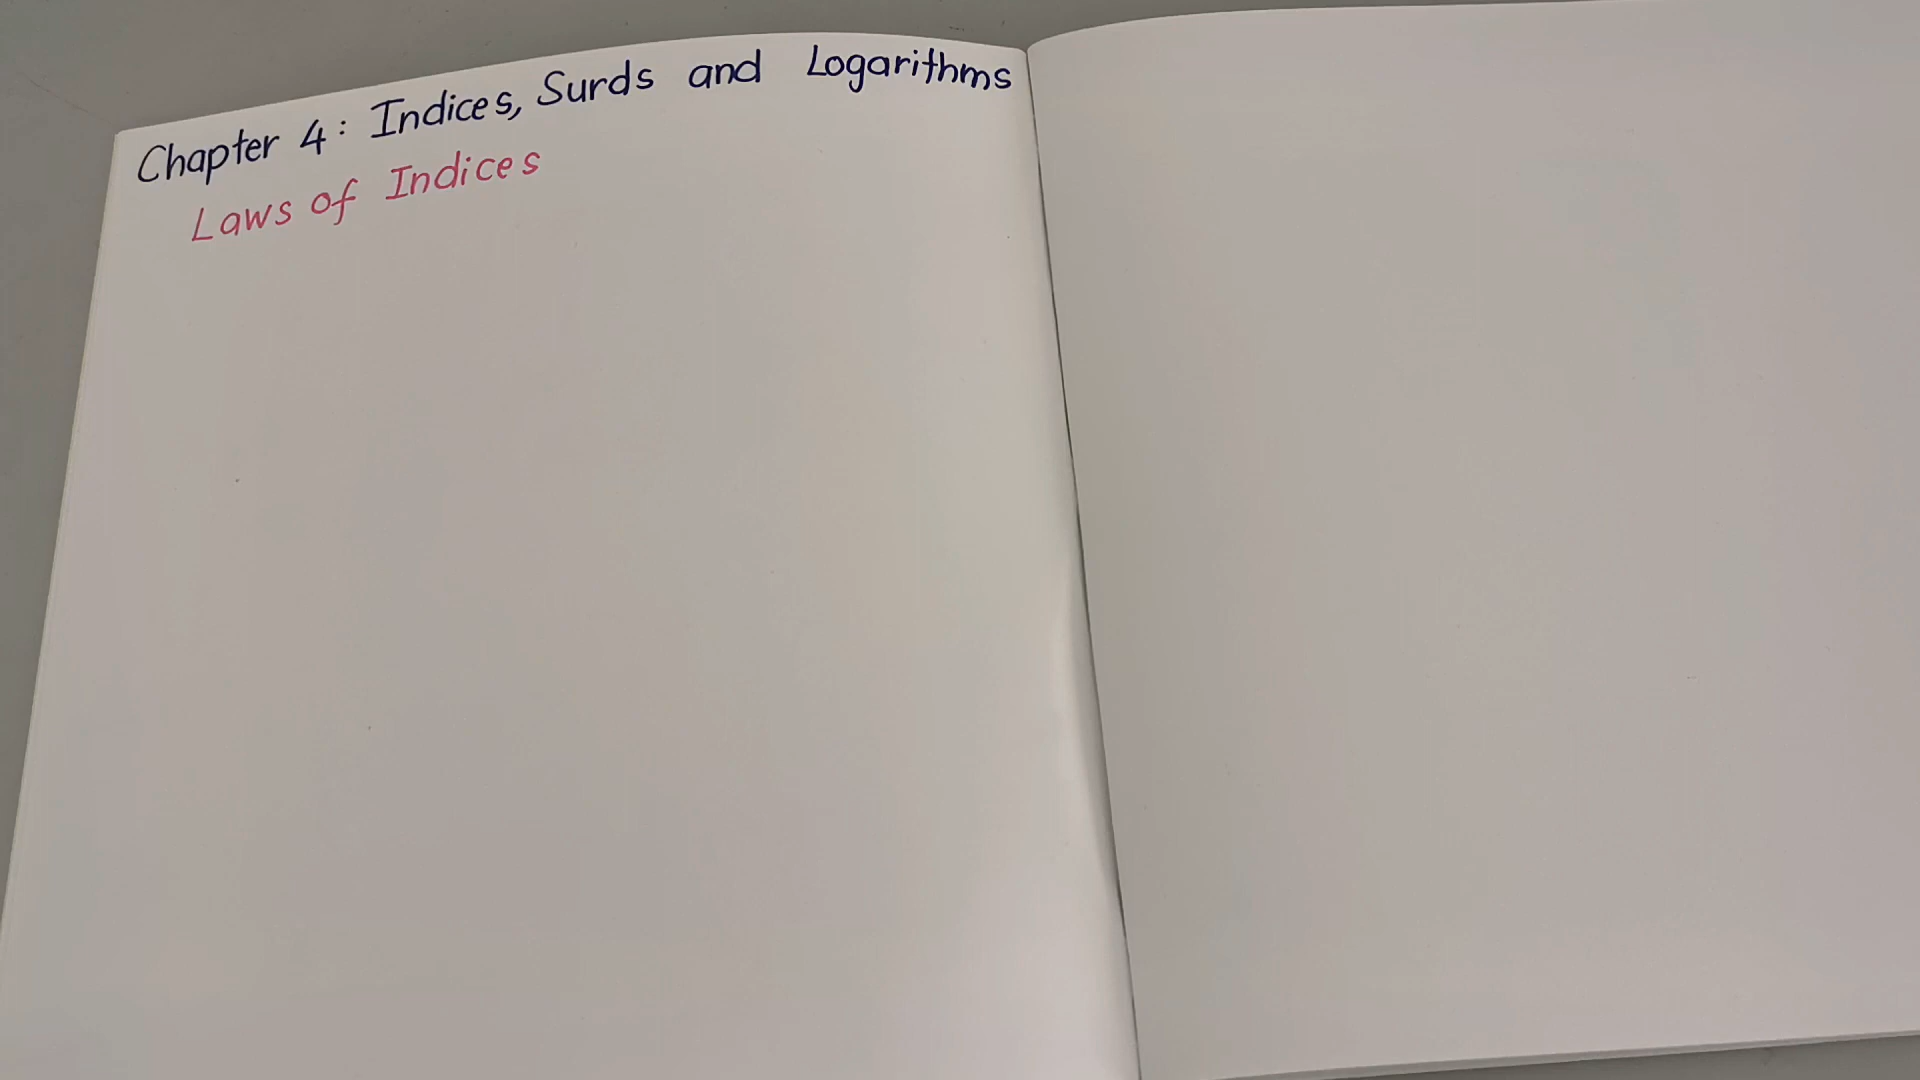 Chapter 4: Indices, Surds and Logarithms
Laws of Indices